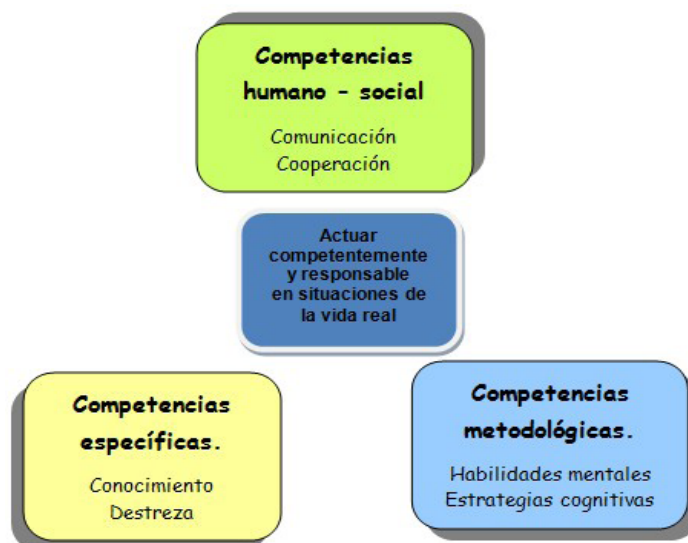 Competencias
humano - social
Comunicación
Cooperación
Actuar
competentemente
y responsable
en situaciones de
la vida real
Competencias
específicas.
Conocimiento
Destreza
Competencias
metodológicas.
Habilidades mentales
Estrategias cognitivas